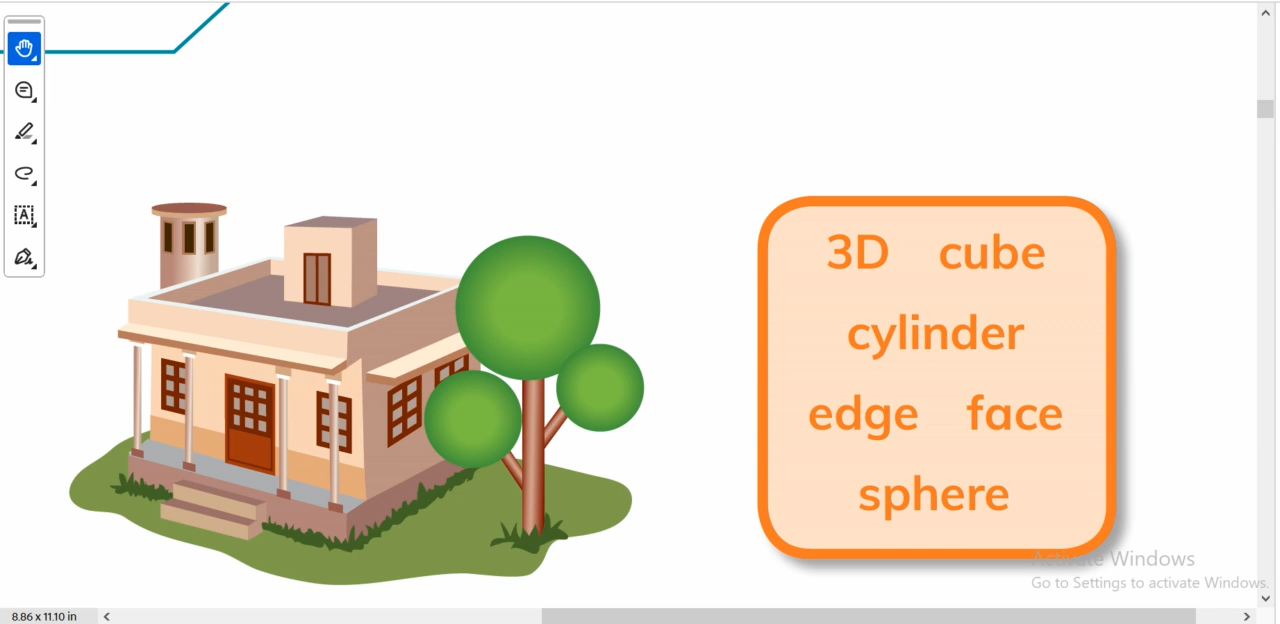 3D cube
cylinder
edge face
sphere
Activate Windows
Go to Settings to activate Windows.
8.86 x 11.10 in